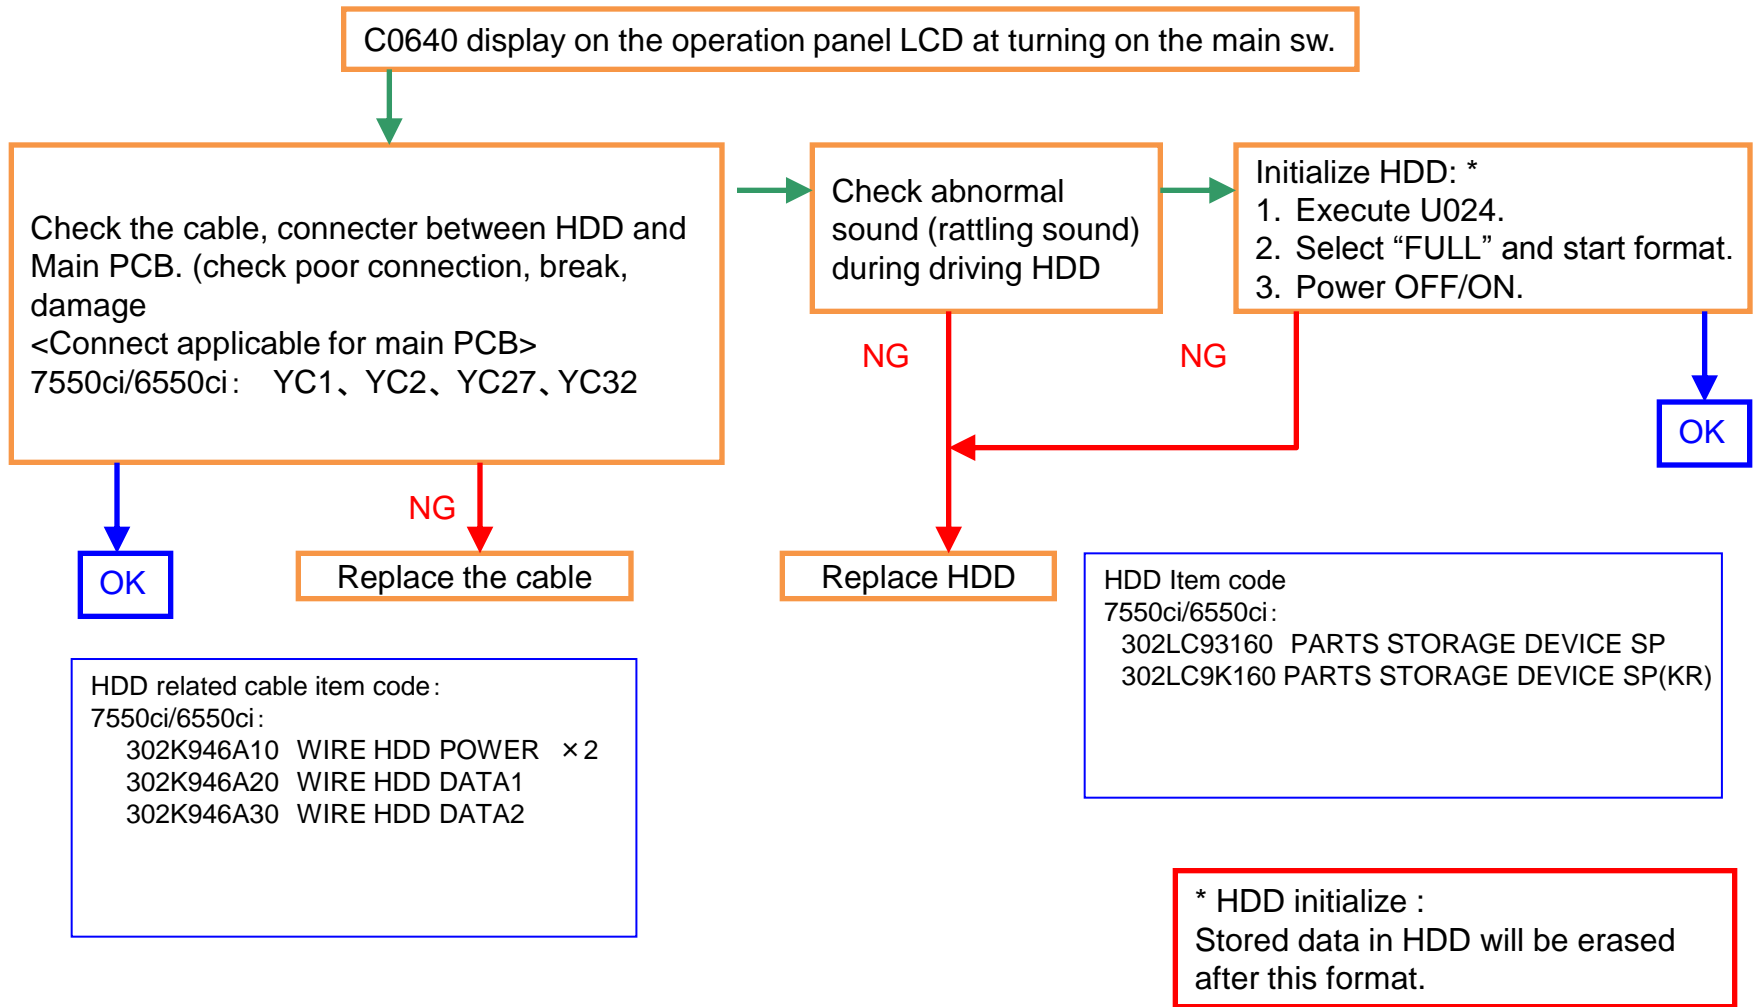 C0640 display on the operation panel LCD at turning on the main sw.
Check the cable, connecter between HDD and
Main PCB. (check poor connection, break,
damage
<Connect applicable for main PCB>
7550ci/6550ci： YC1、YC2、YC27、YC32
Check abnormal
sound (rattling sound)
during driving HDD
Initialize HDD: *
1. Execute U024.
2. Select “FULL” and start format.
3. Power OFF/ON.
NG
NG
OK
NG
OK
Replace the cable
Replace HDD
HDD Item code
7550ci/6550ci：
302LC93160 PARTS STORAGE DEVICE SP
302LC9K160 PARTS STORAGE DEVICE SP(KR)
HDD related cable item code：
7550ci/6550ci：
302K946A10 WIRE HDD POWER ×2
302K946A20 WIRE HDD DATA1
302K946A30 WIRE HDD DATA2
* HDD initialize :
Stored data in HDD will be erased
after this format.